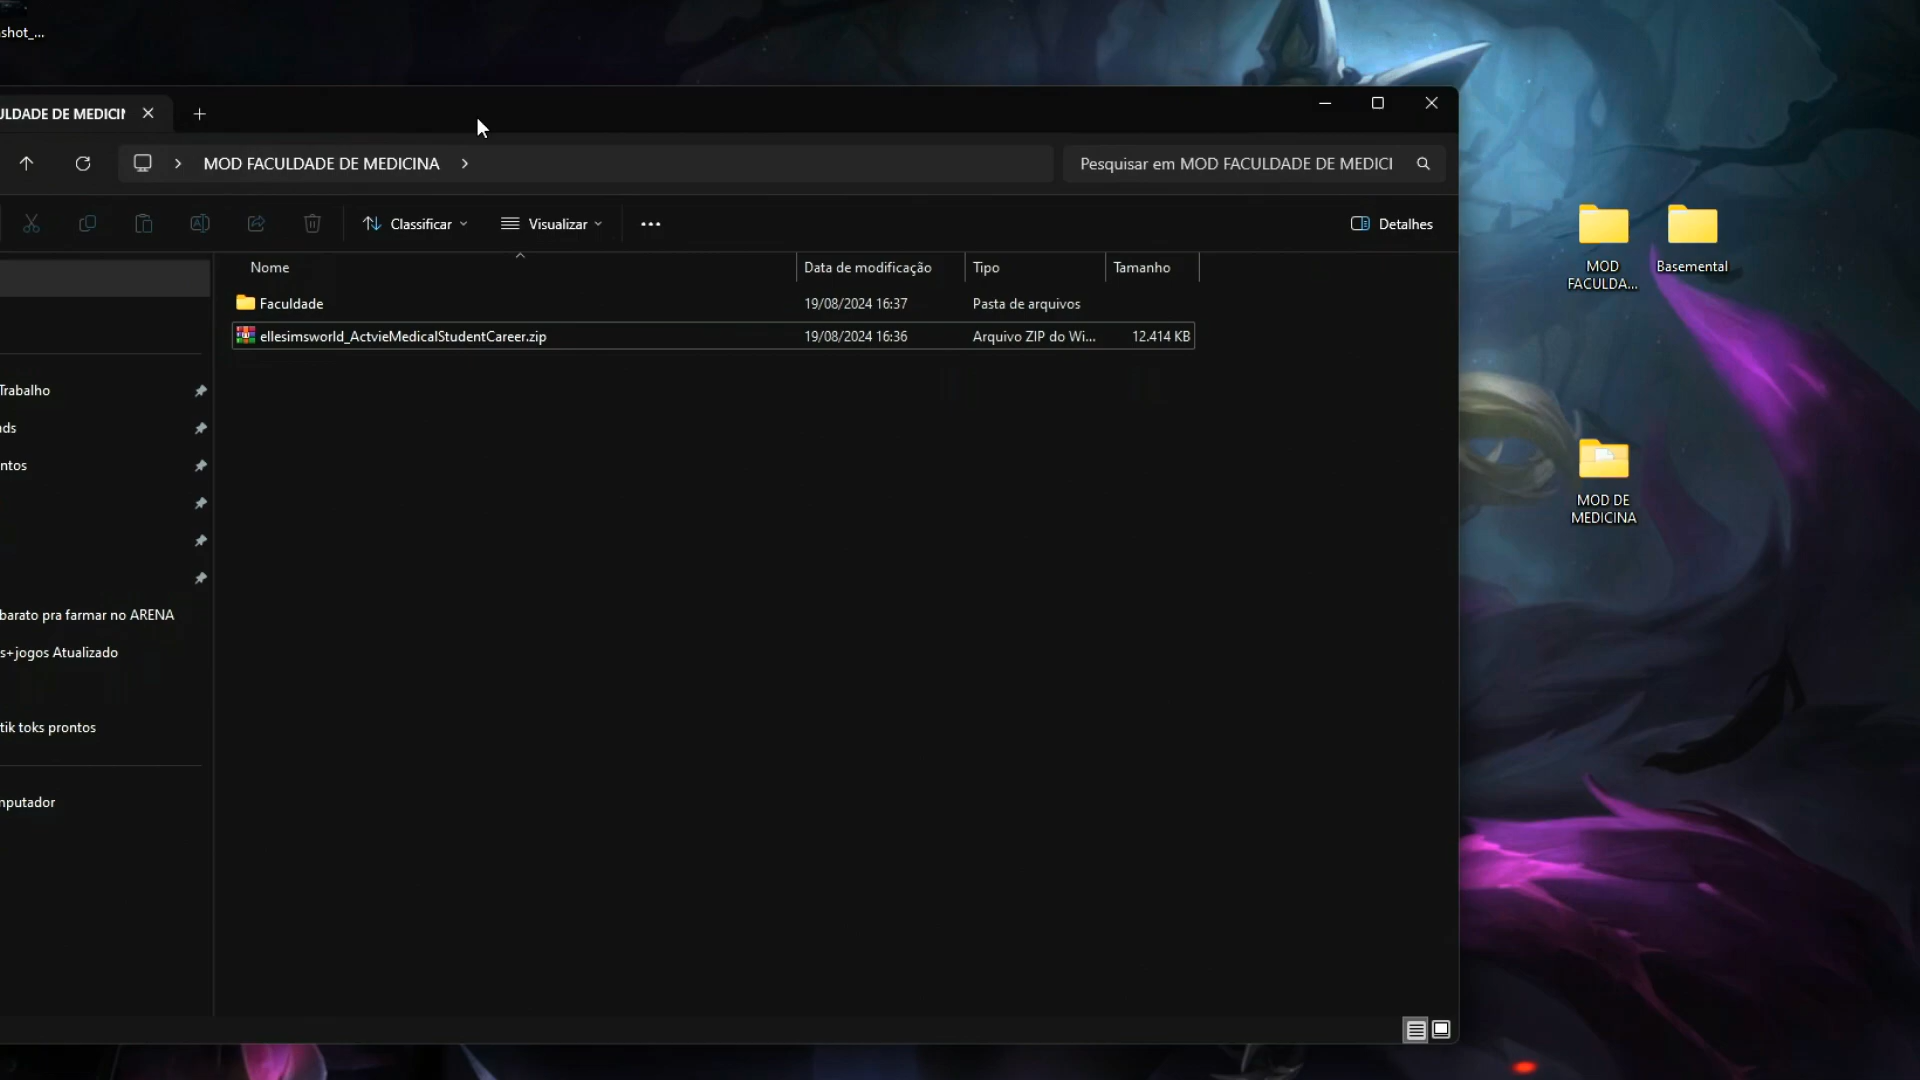 shot_...
ULDADE DE MEDICIN
MOD FACULDADE DE MEDICINA
Pesquisar em MOD FACULDADE DE MEDICI
Classificar
Visualizar
Detalhes
Nome
Data de modificação
Tipo
Tamanho
Faculdade
19/08/2024 16:37
Pasta de arquivos
ellesimsworld_ActvieMedicalStudentCareer.zip
19/08/2024 16:36
Arquivo ZIP do Wi...
12.414 KB
Trabalho
ds
ntos
barato pra farmar no ARENA
s+jogos Atualizado
tik toks prontos
mputador
MOD
FACULDA...
Basemental
MOD DE
MEDICINA